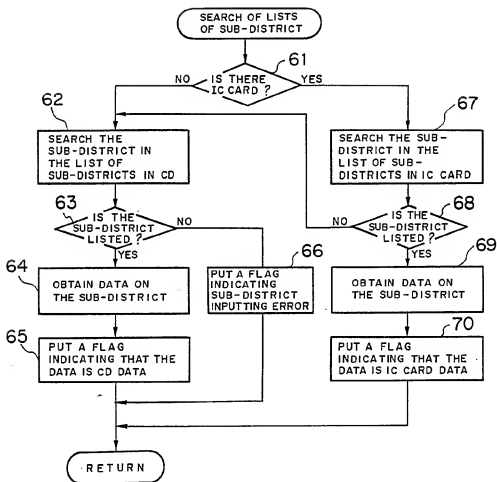 SEARCH OF LISTS
OF SUB-DISTRICT
61
IS THERE
IC CARD ?
NO
YES
62
SEARCH THE
SUB-DISTRICT IN
THE LIST OF
SUB-DISTRICTS IN CD
67
SEARCH THE SUB-
DISTRICT IN THE
LIST OF SUB-
DISTRICTS IN IC CARD
63
IS THE
SUB-DISTRICT
LISTED ?
NO
YES
68
IS THE
SUB-DISTRICT
LISTED ?
NO
YES
64
OBTAIN DATA ON
THE SUB-DISTRICT
66
PUT A FLAG
INDICATING
SUB-DISTRICT
INPUTTING ERROR
69
OBTAIN DATA ON
THE SUB-DISTRICT
65
PUT A FLAG
INDICATING THAT THE
DATA IS CD DATA
70
PUT A FLAG
INDICATING THAT THE
DATA IS IC CARD DATA
RETURN